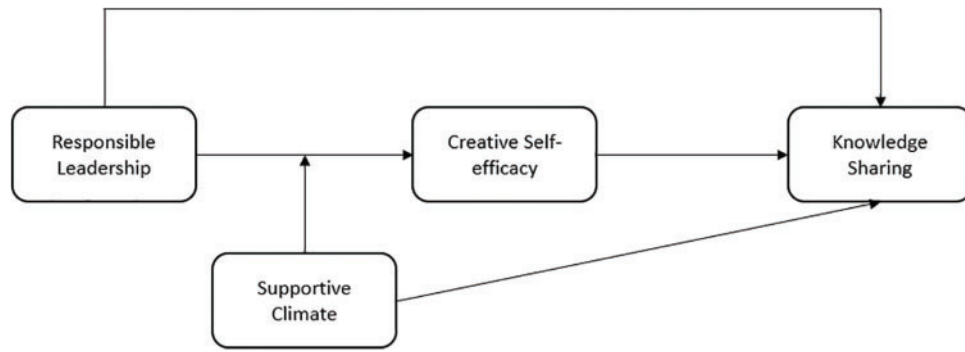 Responsible
Leadership
Creative Self-
efficacy
Knowledge
Sharing
Supportive
Climate